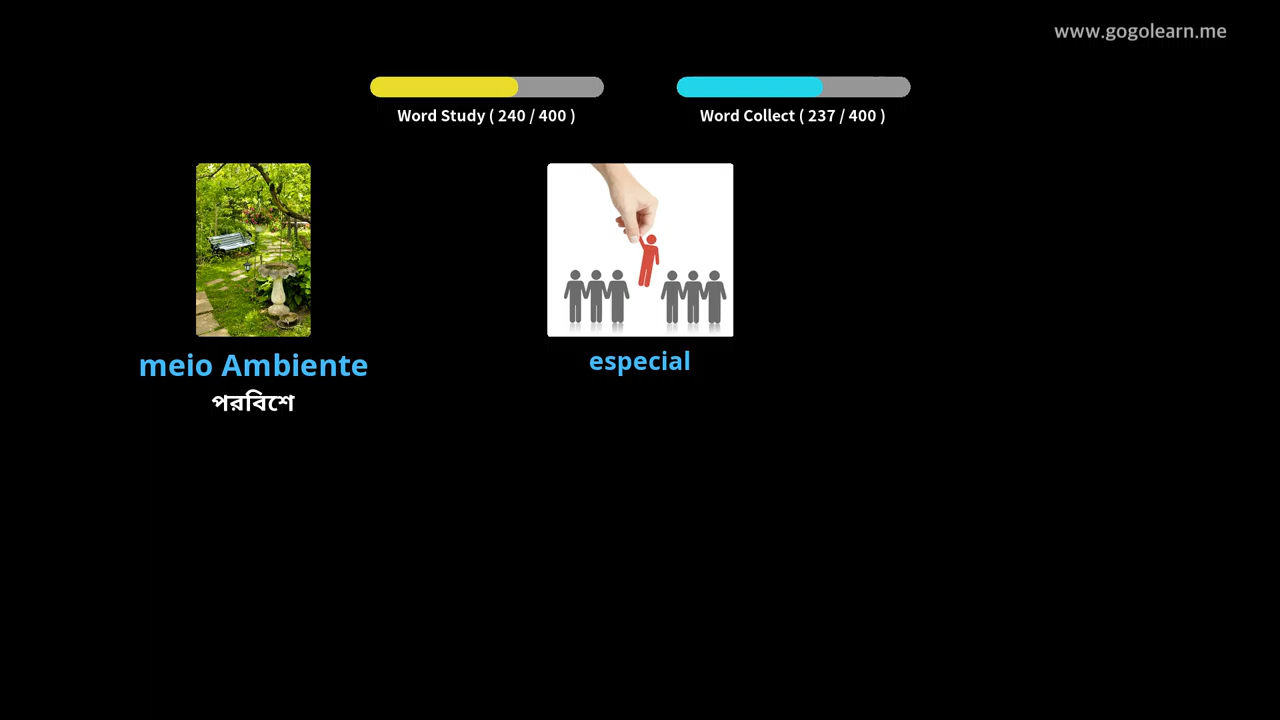 www.gogolearn.me
Word Study ( 240 / 400 )
Word Collect ( 237 / 400 )
meio Ambiente
especial
পরবিশে